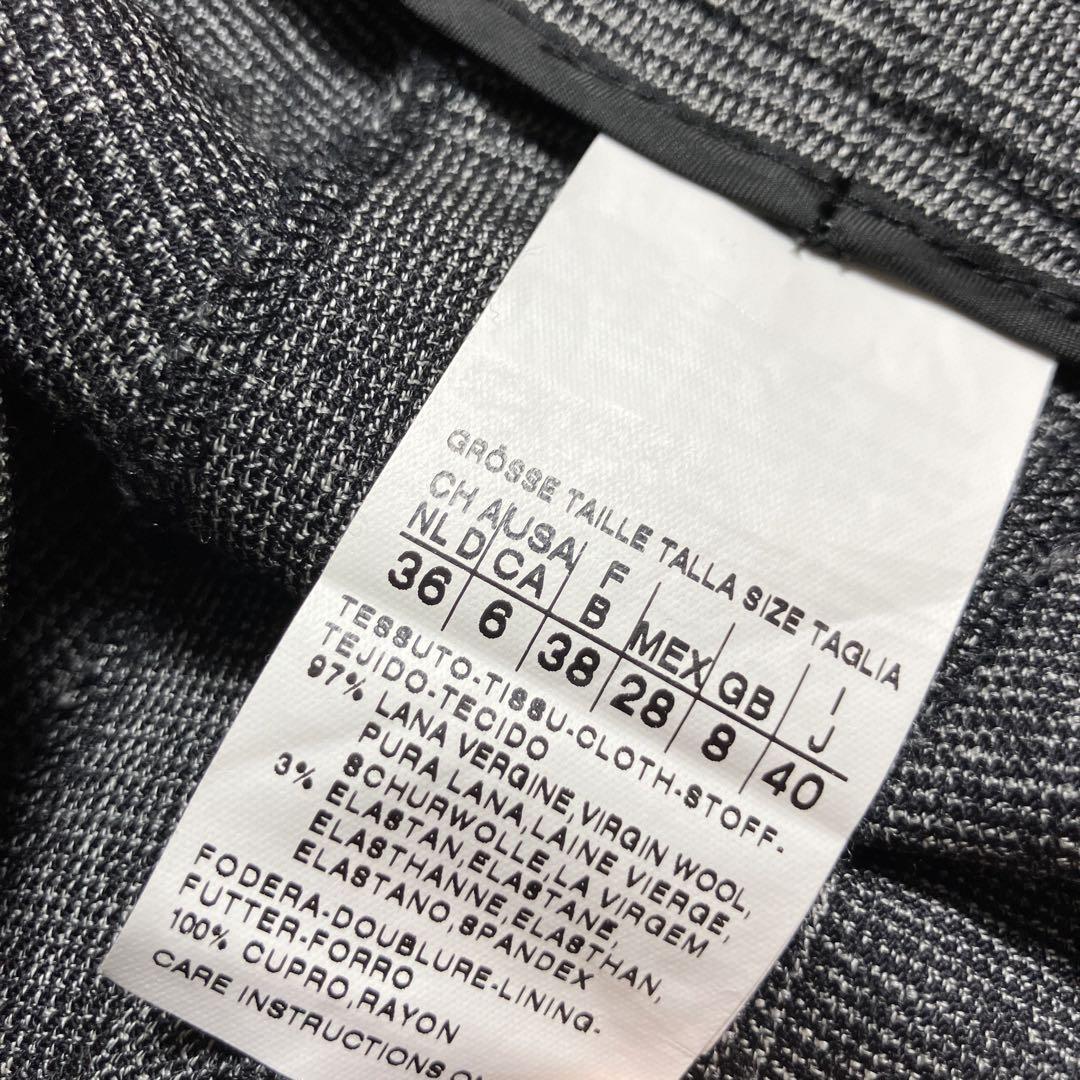 GRÖSSE TAILLE TALLA SIZE TAGLIA
CH A USA F I
NL D CA B MEX GB J
36 6 38 28 8 40
TESSUTO-TISSU-CLOTH-STOFF.
TEJIDO-TECIDO
97% LANA VERGINE,VIRGIN WOOL,
PURA LANA,LAINE VIERGE,
SCHURWOLLE,LA VIRGEM
3% ELASTAN,ELASTANE,
ELASTHANNE,ELASTHAN,
ELASTANO,SPANDEX
FODERA-DOUBLURE-LINING.
FUTTER-FORRO
100% CUPRO,RAYON
CARE INSTRUCTIONS